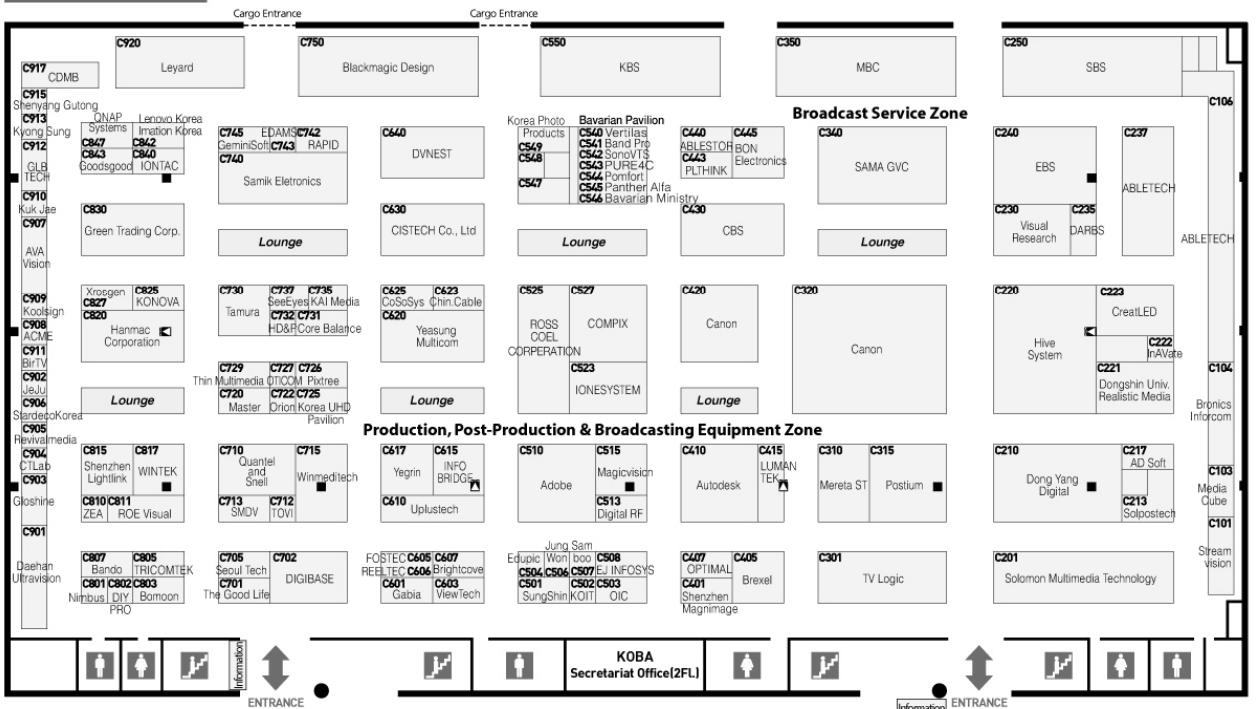 Cargo Entrance
Cargo Entrance
C920
Leyard
C750
Blackmagic Design
C550
KBS
C350
MBC
C250
SBS
C917
CDMB
C915
Shenyang Gutong
C913
Kyong Sung
C912
GLB
TECH
C910
Kuk Jae
C907
AVA
Vision
C909
Koolsign
C908
ACME
C911
BirTV
C902
JeJu
C906
StardecoKorea
C905
Revivalmedia
C904
CTLab
C903
Gloshine
C901
Daehan
Ultravision
QNAP
Systems
C847
Lenovo Korea
Imation Korea
C842
C843
Goodsgood
C840
IONTAC
C745
GeminiSoft
EDAMS
C743
C742
RAPID
C740
Samik Eletronics
C640
DVNEST
Korea Photo
Products
C549
C548
C547
Bavarian Pavilion
C540 Vertilas
C541 Band Pro
C542 SonoVTS
C543 PURE4C
C544 Pomfort
C545 Panther Alfa
C546 Bavarian Ministry
C440
ABLESTOR
C445
BON
Electronics
C443
PLTHINK
Broadcast Service Zone
C340
SAMA GVC
C240
EBS
C237
ABLETECH
C106
ABLETECH
C830
Green Trading Corp.
Lounge
C630
CISTECH Co., Ltd
Lounge
C430
CBS
Lounge
C230
Visual
Research
C235
DARBS
Xrosgen
C827
C825
KONOVA
C820
Hanmac
Corporation
C730
Tamura
C737
SeeEyes
C735
KAI Media
C732
HD&P
C731
Core Balance
C625
CoSoSys
C623
Chin.Cable
C620
Yeasung
Multicom
C525
ROSS
COEL
CORPERATION
C527
COMPIX
C523
IONESYSTEM
C420
Canon
C320
Canon
C220
Hive
System
C223
CreatLED
C222
InAVate
C221
Dongshin Univ.
Realistic Media
C104
Bronics
Inforcom
Lounge
C729
Thin Multimedia
C727
OTICOM
C726
Pixtree
C720
Master
C722
Orion
C725
Korea UHD
Pavilion
Lounge
Lounge
Production, Post-Production & Broadcasting Equipment Zone
C815
Shenzhen
Lightlink
C817
WINTEK
C810
ZEA
C811
ROE Visual
C710
Quantel
and
Snell
C715
Winmeditech
C713
SMDV
C712
TOVI
C617
Yegrin
C615
INFO
BRIDGE
C610
Uplustech
C510
Adobe
C515
Magicvision
C513
Digital RF
C410
Autodesk
C415
LUMAN
TEK
C310
Mereta ST
C315
Postium
C210
Dong Yang
Digital
C217
AD Soft
C213
Solpostech
C103
Media
Cube
C101
Stream
vision
C807
Bando
C805
TRICOMTEK
C801
Nimbus
C802
DIY
PRO
C803
Bomoon
C705
Seoul Tech
C701
The Good Life
C702
DIGIBASE
FOSTEC C605
REELTEC C606
C607
Brightcove
C601
Gabia
C603
ViewTech
Edupic
C504
Jung Sam
Won boo
C506
C507
C508
EJ INFOSYS
C501
SungShin
C502
KOIT
C503
OIC
C407
OPTIMAL
C401
Shenzhen
Magnimage
C405
Brexel
C301
TV Logic
C201
Solomon Multimedia Technology
Information
ENTRANCE
KOBA
Secretariat Office(2FL)
Information
ENTRANCE